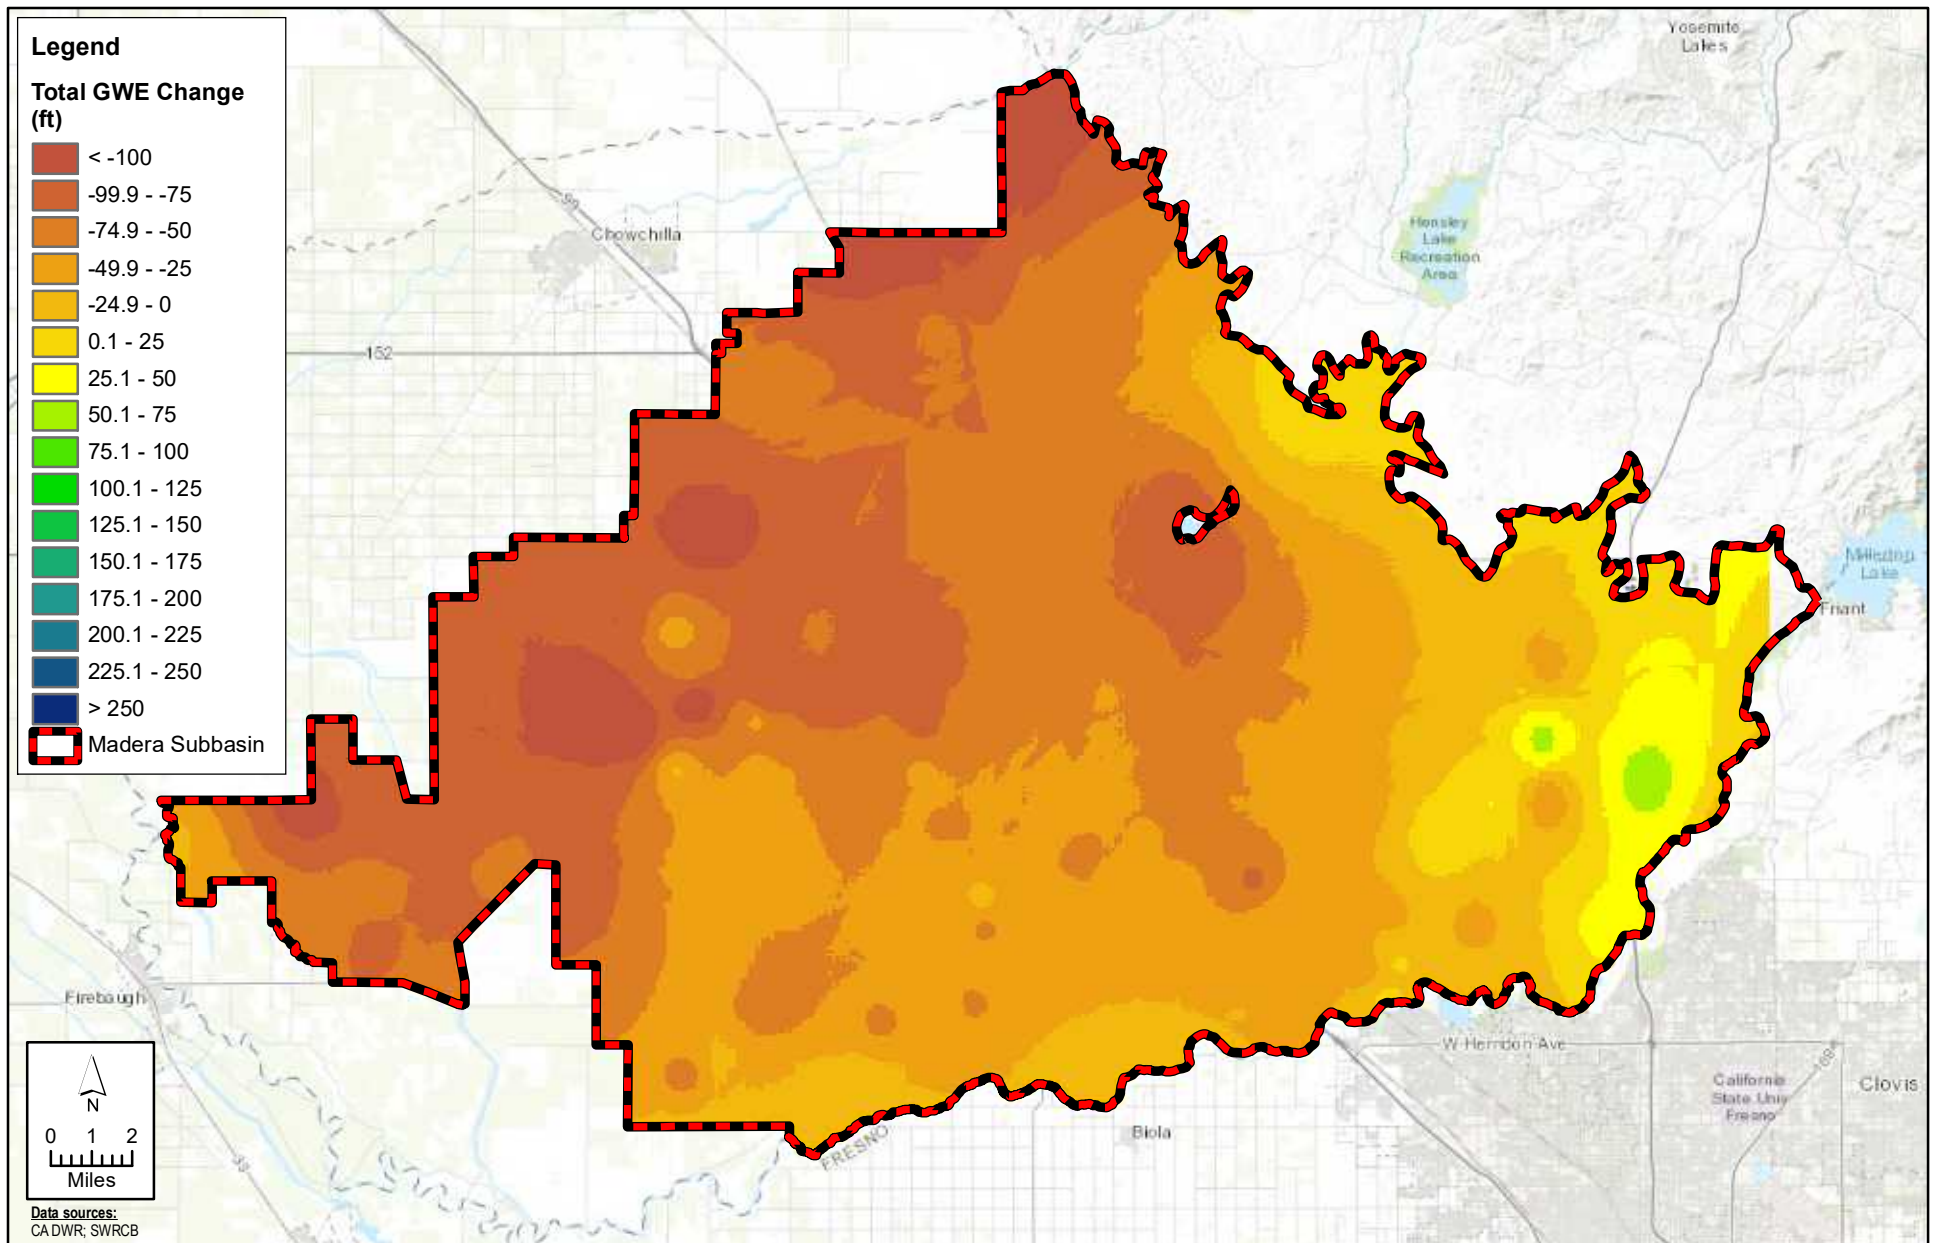 Legend
Total GWE Change
(ft)
< -100
-99.9 - -75
-74.9 - -50
-49.9 - -25
-24.9 - 0
0.1 - 25
25.1 - 50
50.1 - 75
75.1 - 100
100.1 - 125
125.1 - 150
150.1 - 175
175.1 - 200
200.1 - 225
225.1 - 250
> 250
Madera Subbasin
Yosemite
Lakes
Chowchilla
Hensley
Lake
Recreation
Area
152
Millerton
Lake
Friant
Firebaugh
W Herndon Ave
168
California
State Univ
Fresno
Clovis
Biola
FRESNO
N
0 1 2
Miles
Data sources:
CA DWR; SWRCB